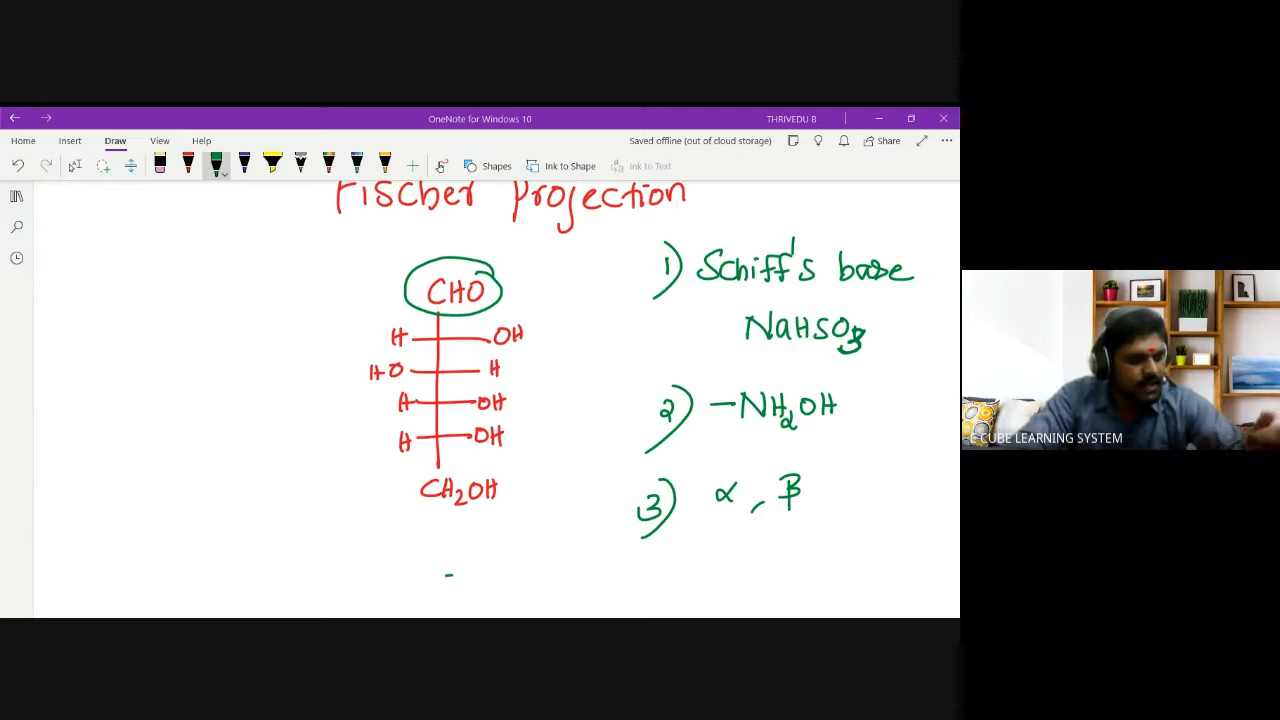 OneNote for Windows 10
THRIVEDU B
Home Insert Draw View Help
Saved offline (out of cloud storage)
Share
Shapes
Ink to Shape
Ink to Text
Fischer Projection
CHO
H OH
HO H
H OH
H OH
CH2OH
1) Schiff's base
NaHSO3
2) -NH2OH
3) α, β
E CUBE LEARNING SYSTEM